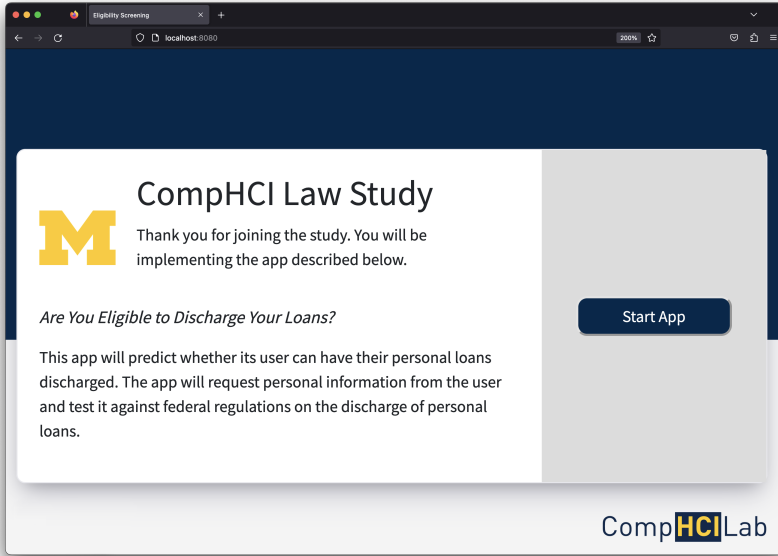 Eligibility Screening
localhost:8080
200%
CompHCI Law Study
M
Thank you for joining the study. You will be
implementing the app described below.
Are You Eligible to Discharge Your Loans?
This app will predict whether its user can have their personal loans
discharged. The app will request personal information from the user
and test it against federal regulations on the discharge of personal
loans.
Start App
CompHCILab